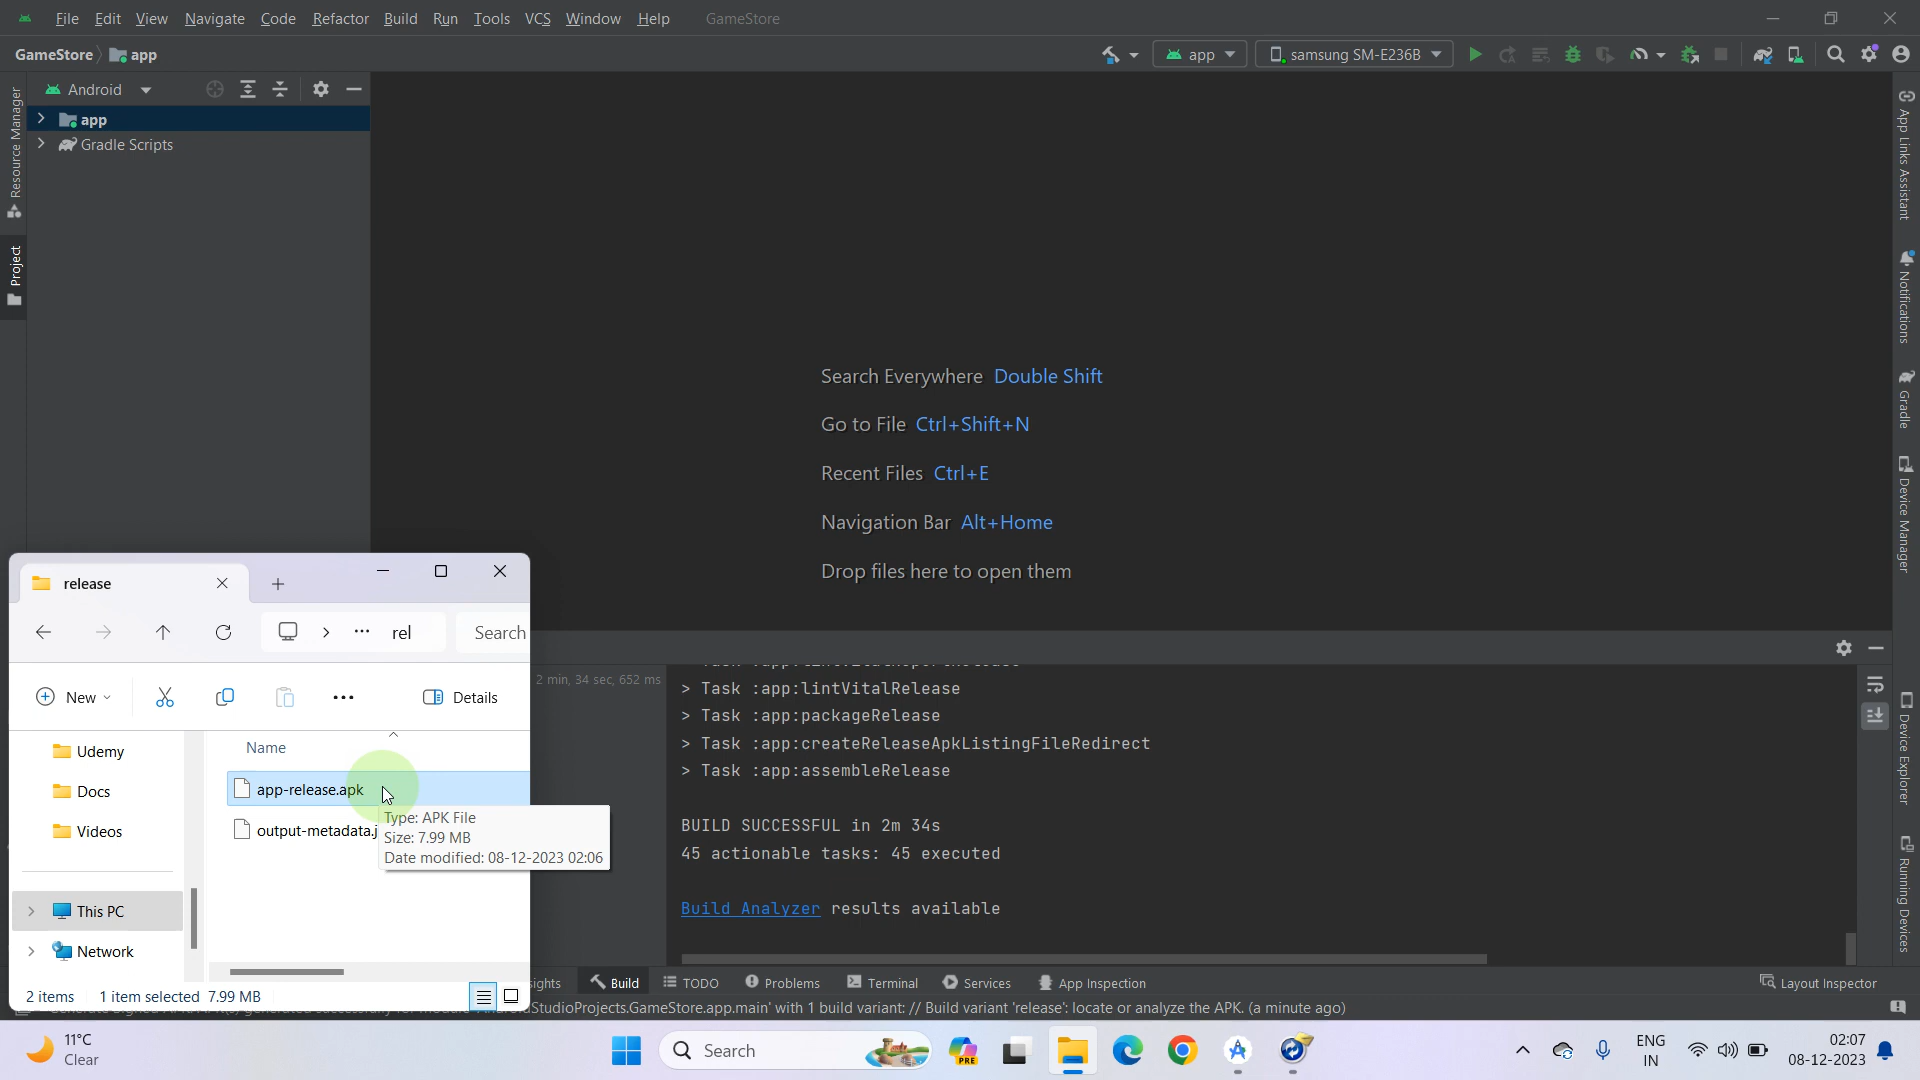 File Edit View Navigate Code Refactor Build Run Tools VCS Window Help GameStore
GameStore app
app
samsung SM-E236B
Android
app
Gradle Scripts
Resource Manager
Project
App Links Assistant
Notifications
Gradle
Device Manager
Device Explorer
Running Devices
Search Everywhere Double Shift
Go to File Ctrl+Shift+N
Recent Files Ctrl+E
Navigation Bar Alt+Home
Drop files here to open them
release
rel
Search
New
Details
Name
Udemy
Docs
Videos
This PC
Network
app-release.apk
output-metadata.j
Type: APK File
Size: 7.99 MB
Date modified: 08-12-2023 02:06
2 items 1 item selected 7.99 MB
2 min, 34 sec, 652 ms
> Task :app:lintVitalRelease
> Task :app:packageRelease
> Task :app:createReleaseApkListingFileRedirect
> Task :app:assembleRelease
BUILD SUCCESSFUL in 2m 34s
45 actionable tasks: 45 executed
Build Analyzer results available
ights Build TODO Problems Terminal Services App Inspection Layout Inspector
StudioProjects.GameStore.app.main' with 1 build variant: // Build variant 'release': locate or analyze the APK. (a minute ago)
11°C
Clear
Search
PRE
ENG
IN
02:07
08-12-2023